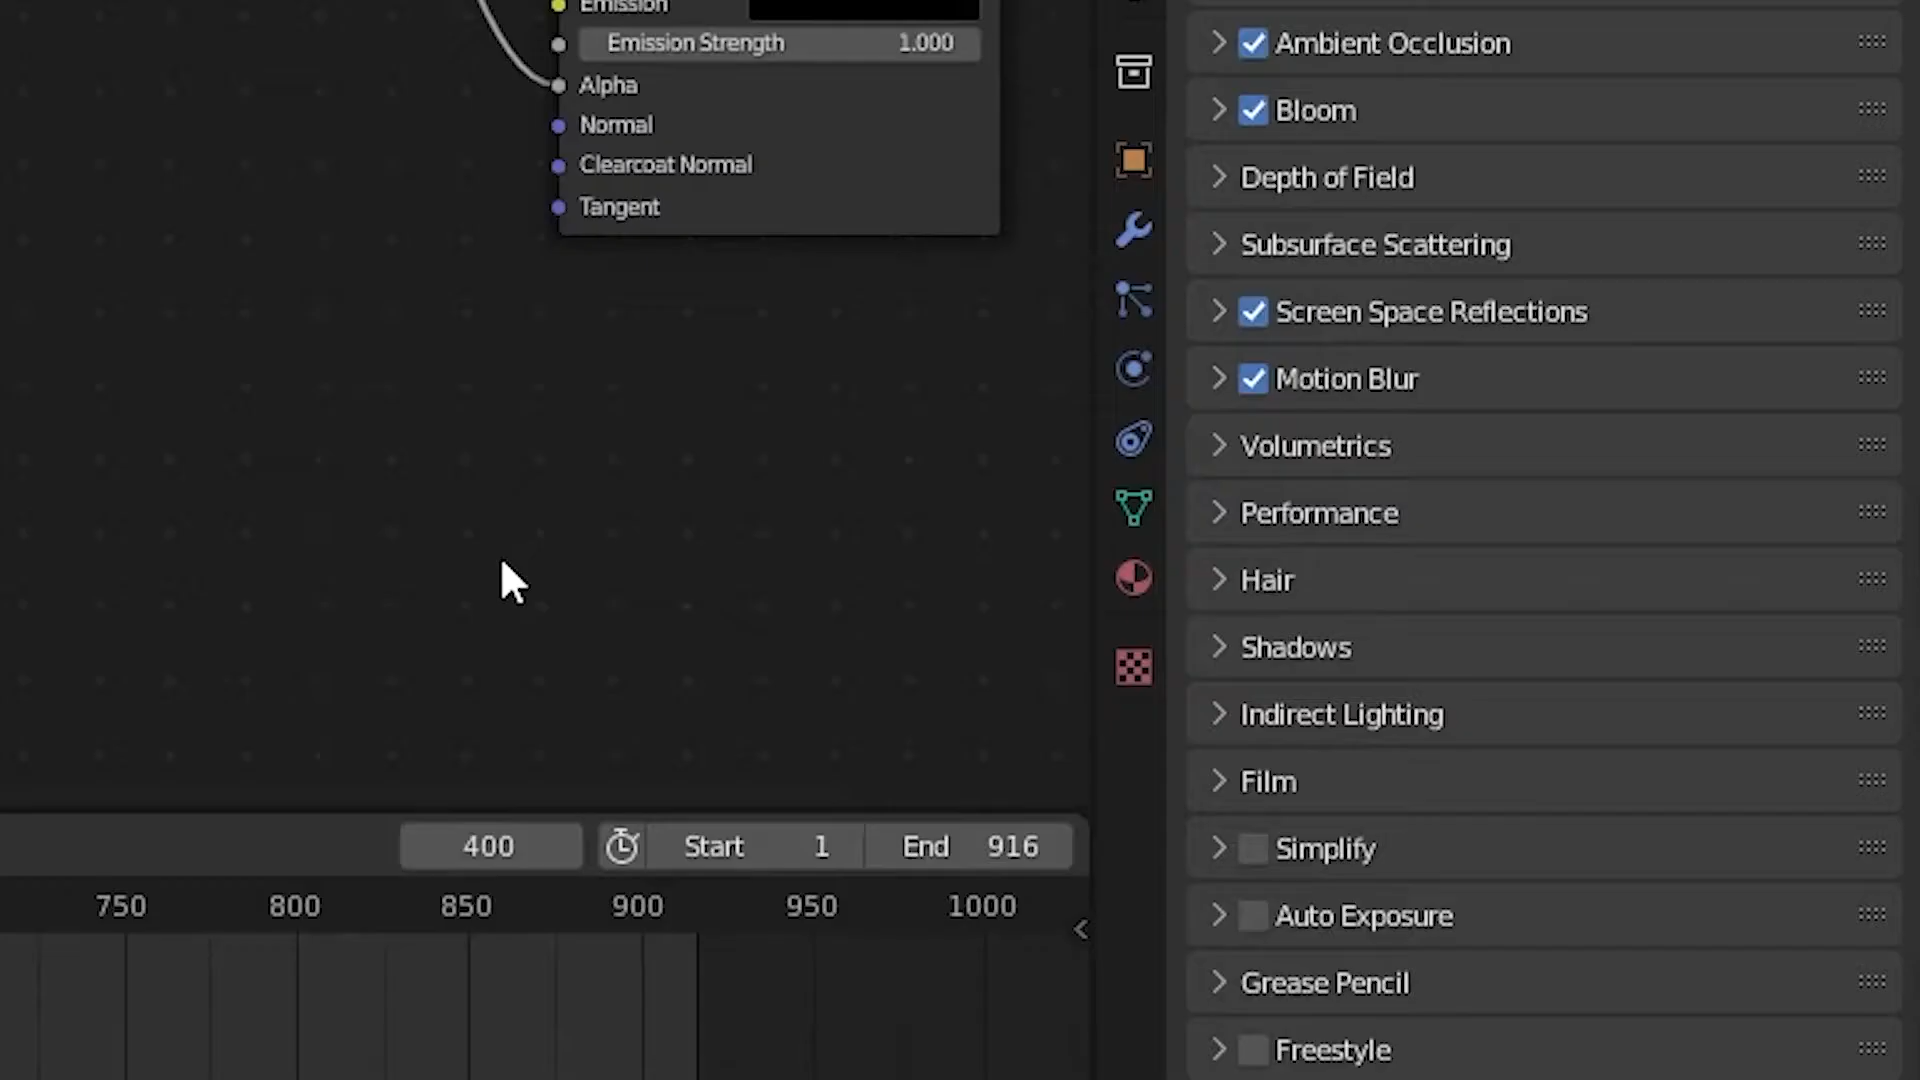 Emission
Emission Strength 1.000
Alpha
Normal
Clearcoat Normal
Tangent
Ambient Occlusion
Bloom
Depth of Field
Subsurface Scattering
Screen Space Reflections
Motion Blur
Volumetrics
Performance
Hair
Shadows
Indirect Lighting
Film
Simplify
Auto Exposure
Grease Pencil
Freestyle
400 Start 1 End 916
750 800 850 900 950 1000